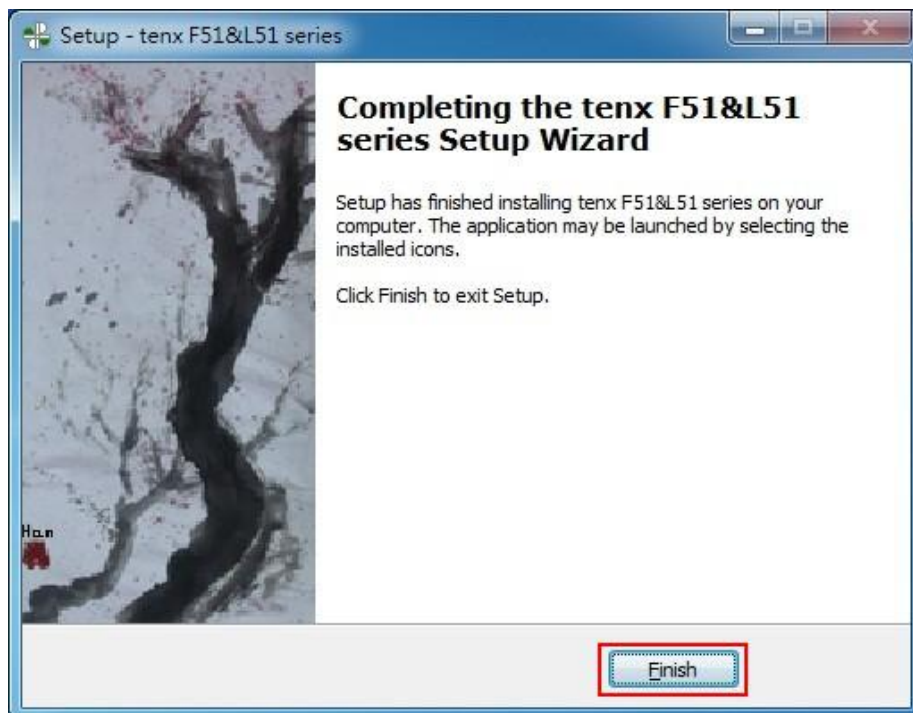 Setup - tenx F51&L51 series
Completing the tenx F51&L51
series Setup Wizard
Setup has finished installing tenx F51&L51 series on your
computer. The application may be launched by selecting the
installed icons.
Click Finish to exit Setup.
Han
Finish